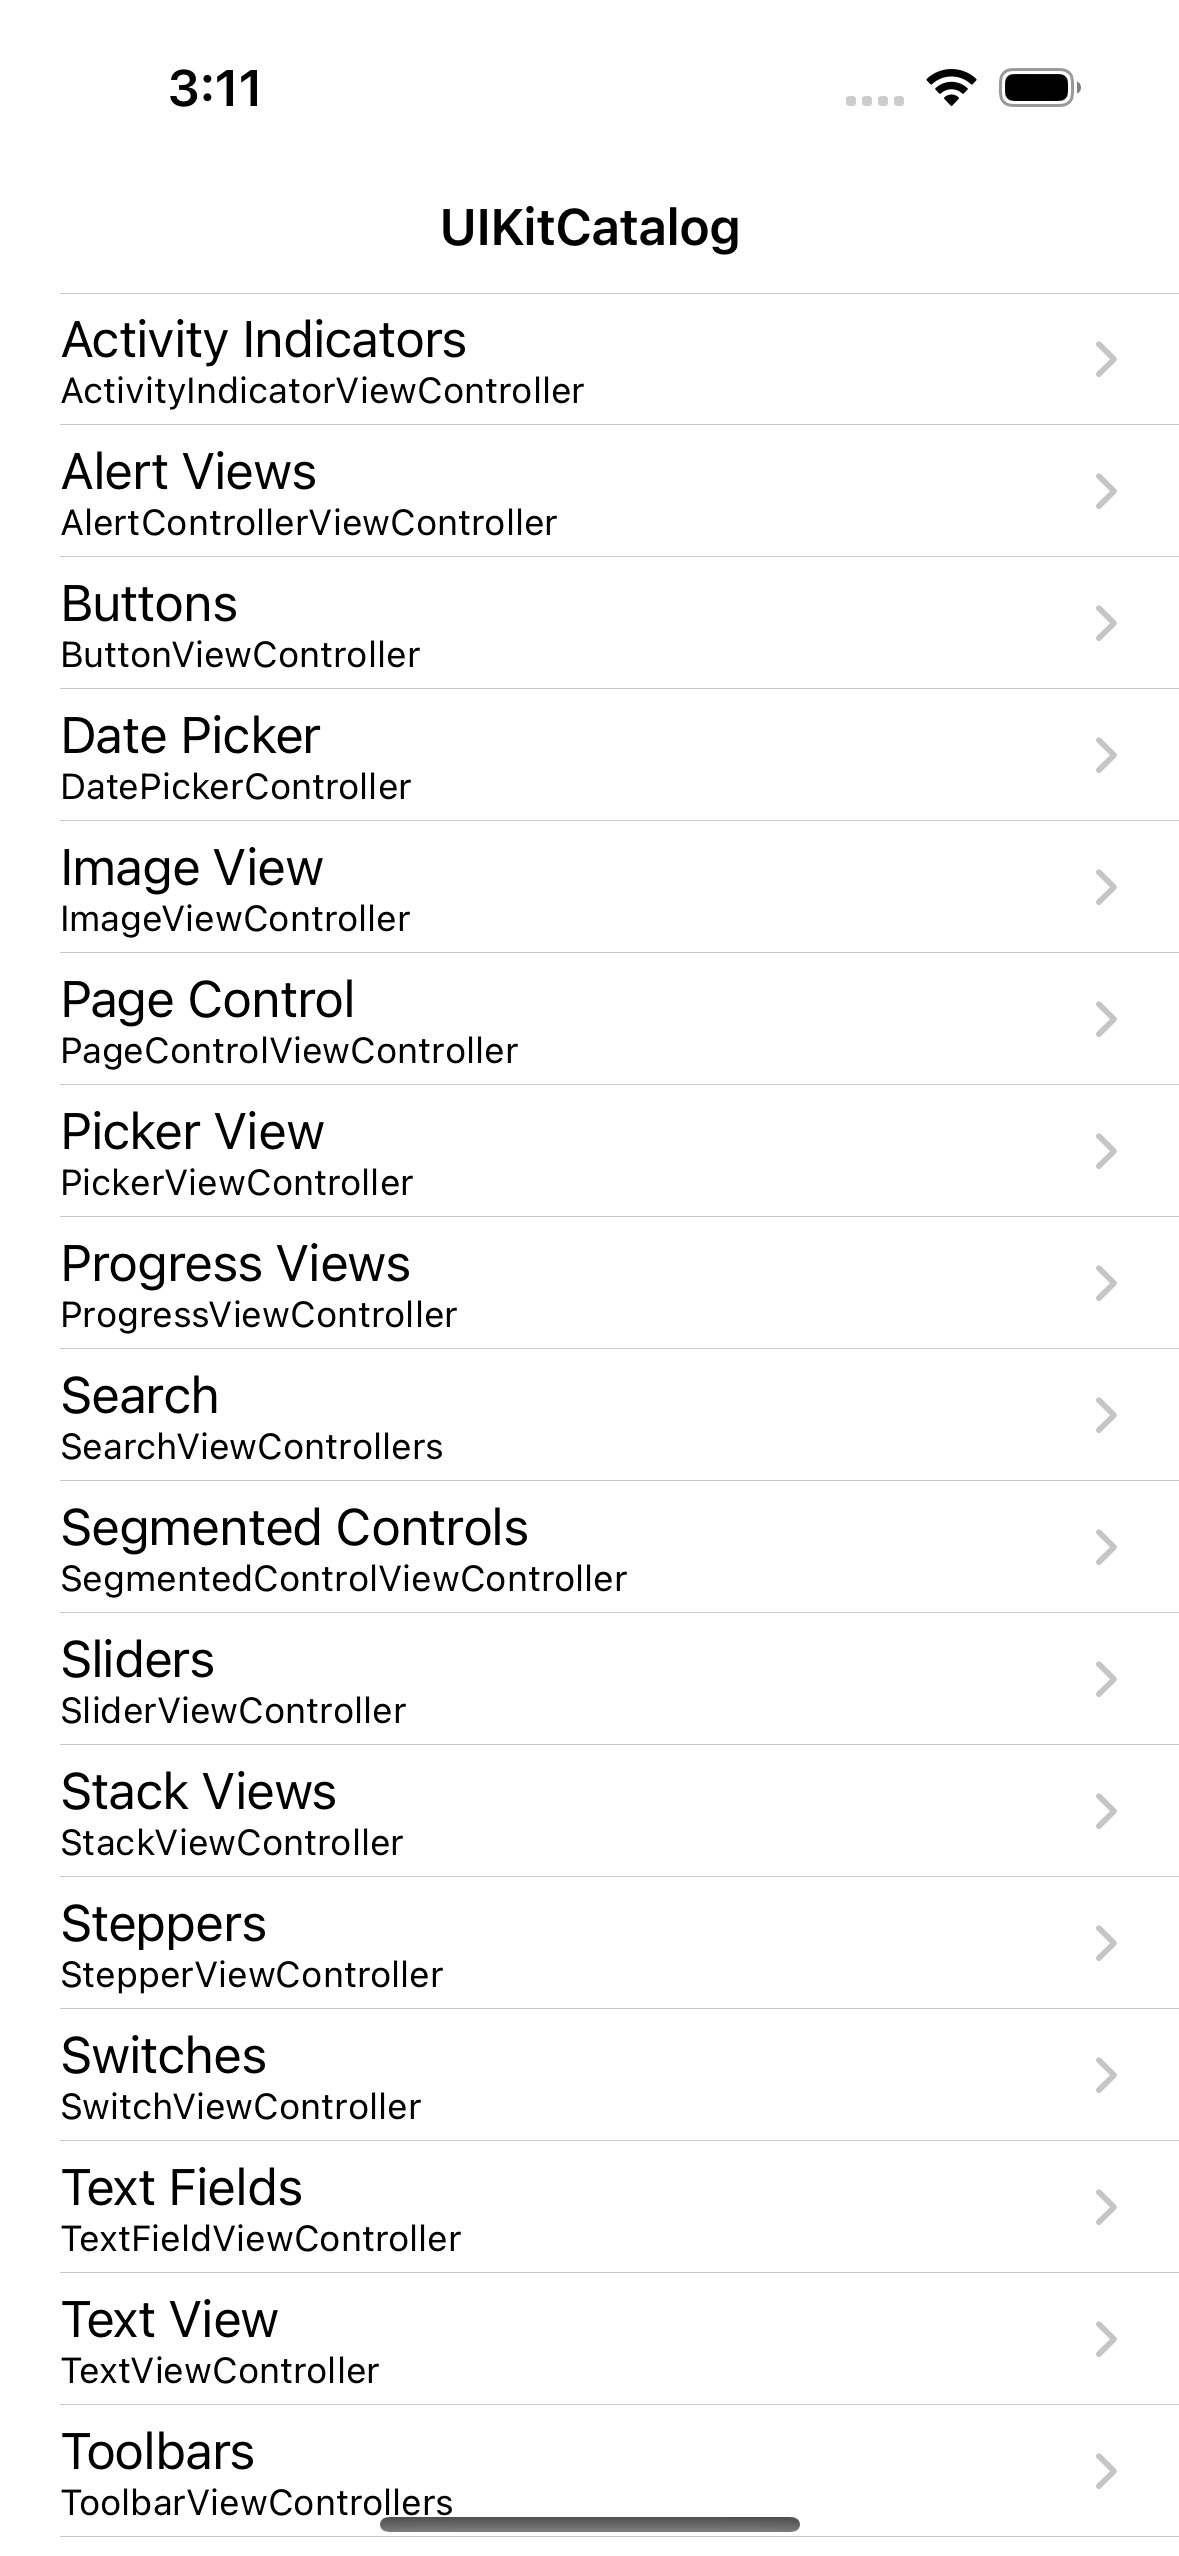 3:11
UIKitCatalog
Activity Indicators
ActivityIndicatorViewController
Alert Views
AlertControllerViewController
Buttons
ButtonViewController
Date Picker
DatePickerController
Image View
ImageViewController
Page Control
PageControlViewController
Picker View
PickerViewController
Progress Views
ProgressViewController
Search
SearchViewControllers
Segmented Controls
SegmentedControlViewController
Sliders
SliderViewController
Stack Views
StackViewController
Steppers
StepperViewController
Switches
SwitchViewController
Text Fields
TextFieldViewController
Text View
TextViewController
Toolbars
ToolbarViewControllers